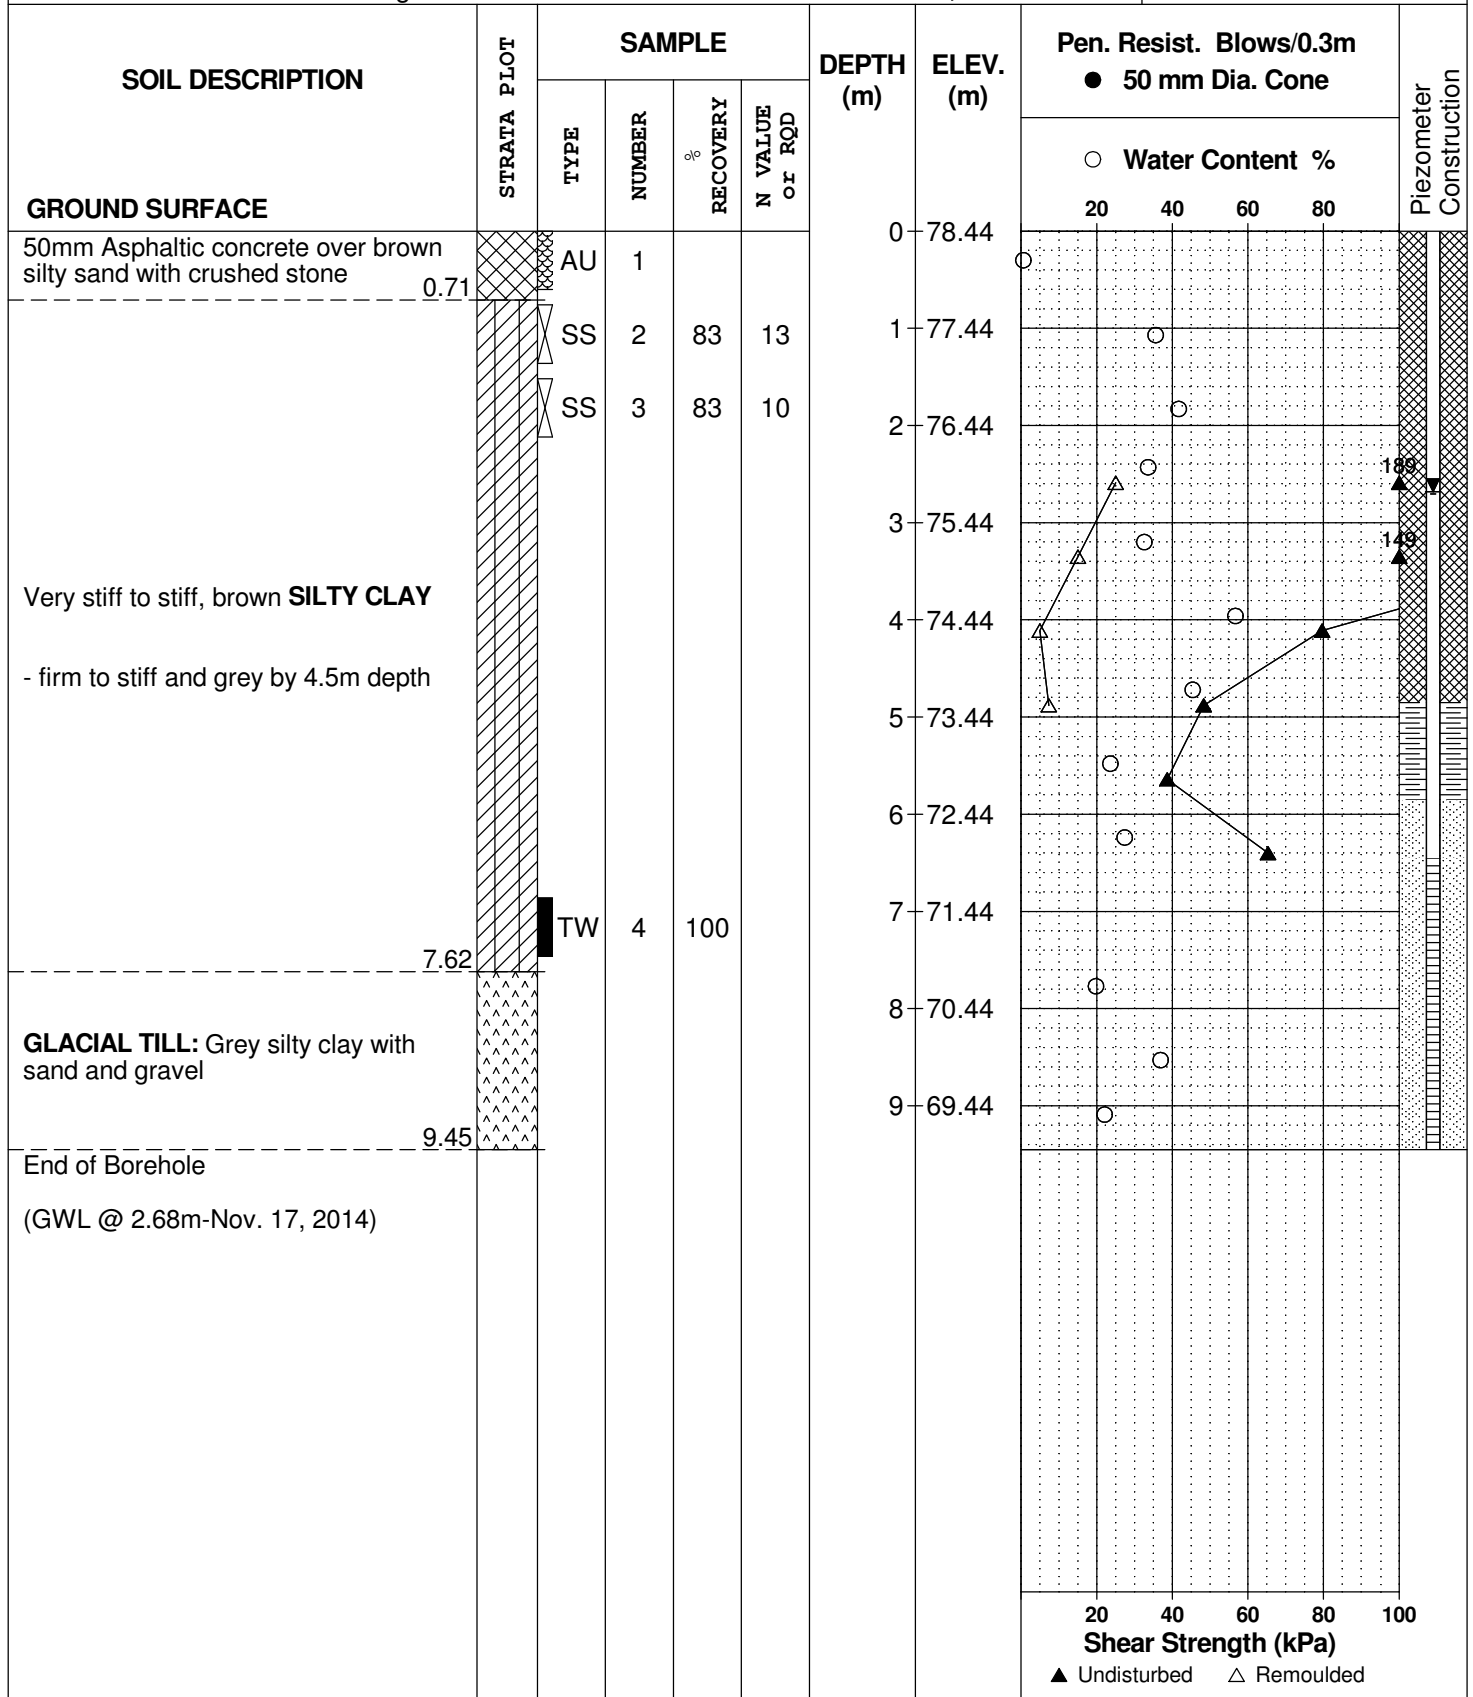 SOIL DESCRIPTION
GROUND SURFACE
STRATA PLOT
SAMPLE
TYPE
NUMBER
%
RECOVERY
N VALUE
or RQD
DEPTH
(m)
ELEV.
(m)
Pen. Resist. Blows/0.3m
● 50 mm Dia. Cone
○ Water Content %
20 40 60 80
Piezometer
Construction
50mm Asphaltic concrete over brown
silty sand with crushed stone
0.71
AU 1
SS 2 83 13
SS 3 83 10
Very stiff to stiff, brown SILTY CLAY
- firm to stiff and grey by 4.5m depth
TW 4 100
7.62
GLACIAL TILL: Grey silty clay with
sand and gravel
9.45
End of Borehole
(GWL @ 2.68m-Nov. 17, 2014)
0 78.44
1 77.44
2 76.44
3 75.44
4 74.44
5 73.44
6 72.44
7 71.44
8 70.44
9 69.44
189
149
20 40 60 80 100
Shear Strength (kPa)
▲ Undisturbed △ Remoulded